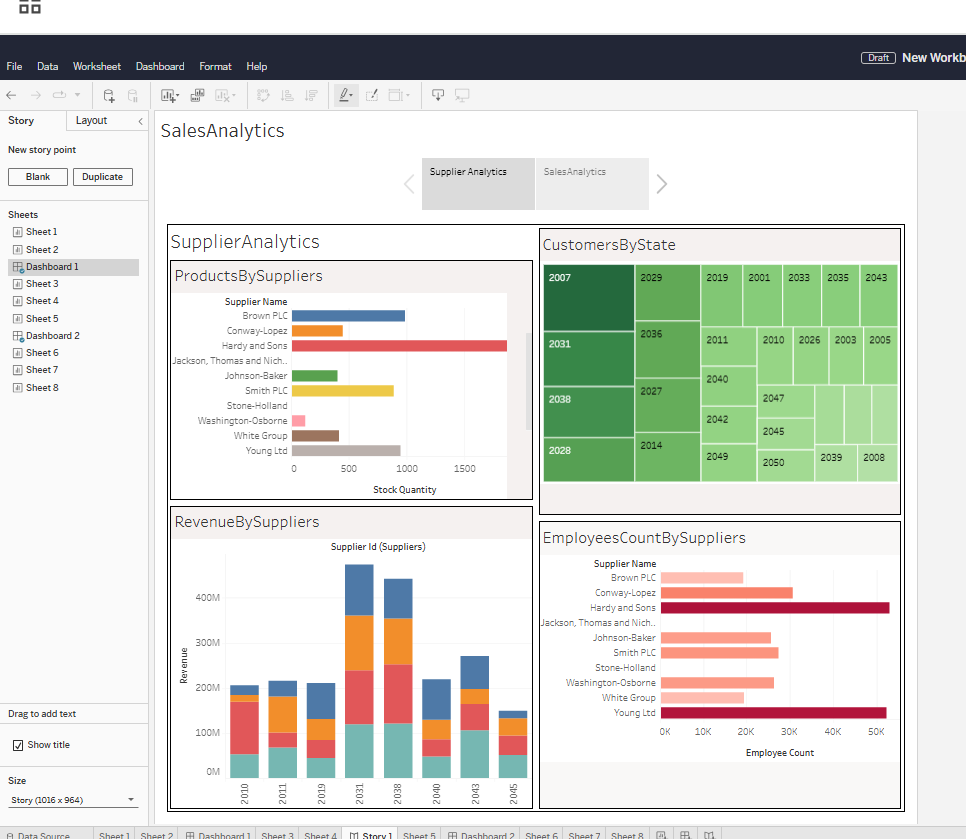 Draft New Workb
File Data Worksheet Dashboard Format Help
Story Layout
New story point
Blank Duplicate
Sheets
Sheet 1
Sheet 2
Dashboard 1
Sheet 3
Sheet 4
Sheet 5
Dashboard 2
Sheet 6
Sheet 7
Sheet 8
Drag to add text
Show title
Size
Story (1016 x 964)
SalesAnalytics
Supplier Analytics SalesAnalytics
SupplierAnalytics
ProductsBySuppliers
Supplier Name
Brown PLC
Conway-Lopez
Hardy and Sons
Jackson, Thomas and Nich..
Johnson-Baker
Smith PLC
Stone-Holland
Washington-Osborne
White Group
Young Ltd
0 500 1000 1500
Stock Quantity
CustomersByState
2007 2029 2019 2001 2033 2035 2043
2031 2036 2011 2010 2026 2003 2005
2040
2038 2027 2047
2042
2045
2028 2014 2049 2050 2039 2008
RevenueBySuppliers
Supplier Id (Suppliers)
Revenue
400M
300M
200M
100M
0M
2010 2011 2019 2031 2038 2040 2043 2045
EmployeesCountBySuppliers
Supplier Name
Brown PLC
Conway-Lopez
Hardy and Sons
Jackson, Thomas and Nich..
Johnson-Baker
Smith PLC
Stone-Holland
Washington-Osborne
White Group
Young Ltd
0K 10K 20K 30K 40K 50K
Employee Count
Data Source Sheet 1 Sheet 2 Dashboard 1 Sheet 3 Sheet 4 Story 1 Sheet 5 Dashboard 2 Sheet 6 Sheet 7 Sheet 8